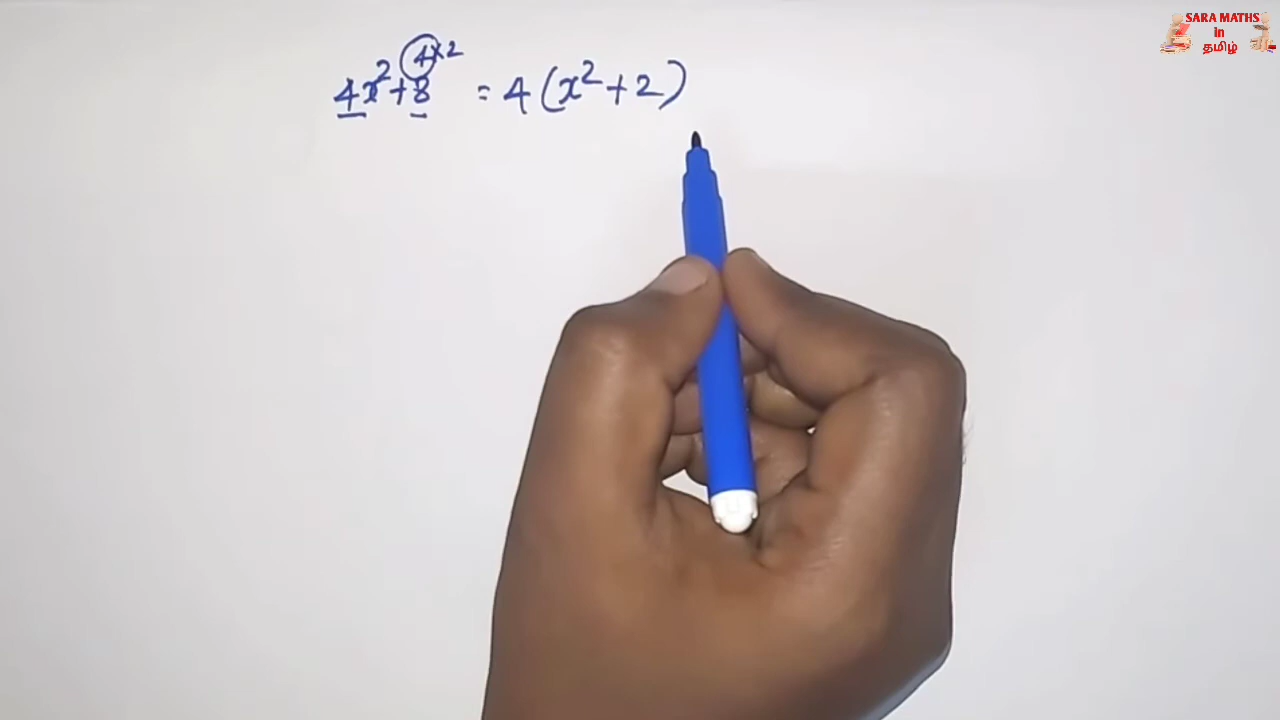 4×2
4x² + 8 = 4(x² + 2)
SARA MATHS
in
தமிழ்